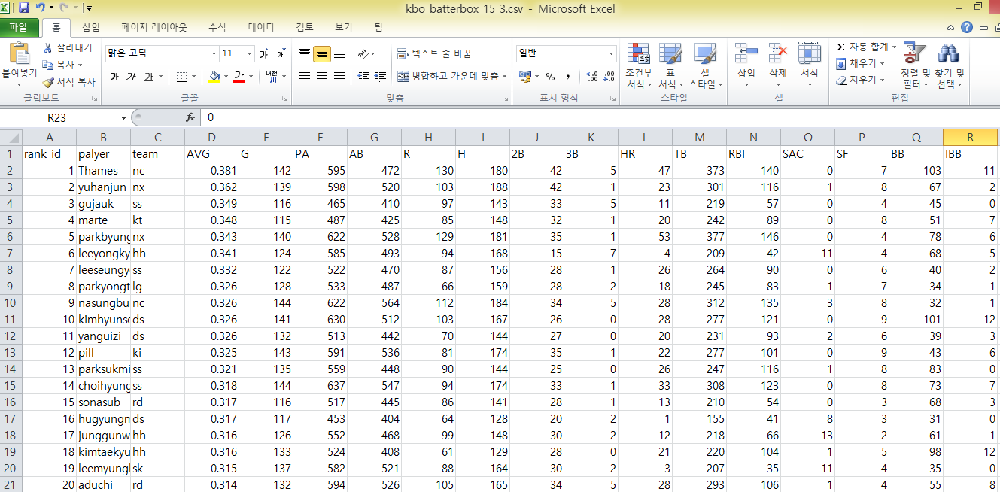 kbo_batterbox_15_3.csv - Microsoft Excel
파일 홈 삽입 페이지 레이아웃 수식 데이터 검토 보기 팀
붙여넣기 잘라내기 복사 서식 복사 클립보드
맑은 고딕 11 가 가 가 가 가 가 내천 글꼴
텍스트 줄 바꿈 병합하고 가운데 맞춤 맞춤
일반 % , 표시 형식
조건부 서식 표 서식 셀 스타일 스타일
삽입 삭제 서식 셀
Σ 자동 합계 채우기 지우기 정렬 및 필터 찾기 및 선택 편집
R23 fx 0
A B C D E F G H I J K L M N O P Q R
1 rank_id palyer team AVG G PA AB R H 2B 3B HR TB RBI SAC SF BB IBB
2 1 Thames nc 0.381 142 595 472 130 180 42 5 47 373 140 0 7 103 11
3 2 yuhanjun nx 0.362 139 598 520 103 188 42 1 23 301 116 1 8 67 2
4 3 gujauk ss 0.349 116 465 410 97 143 33 5 11 219 57 0 4 45 0
5 4 marte kt 0.348 115 487 425 85 148 32 1 20 242 89 0 8 51 7
6 5 parkbyung nx 0.343 140 622 528 129 181 35 1 53 377 146 0 4 78 6
7 6 leeyongky hh 0.341 124 585 493 94 168 15 7 4 209 42 11 4 68 5
8 7 leeseungy ss 0.332 122 522 470 87 156 28 1 26 264 90 0 6 40 2
9 8 parkyongt lg 0.326 128 533 487 66 159 28 2 18 245 83 1 7 34 1
10 9 nasungbu nc 0.326 144 622 564 112 184 34 5 28 312 135 3 8 32 1
11 10 kimhyunso ds 0.326 141 630 512 103 167 26 0 28 277 121 0 9 101 12
12 11 yanguizi ds 0.326 132 513 442 70 144 27 0 20 231 93 2 6 39 3
13 12 pill ki 0.325 143 591 536 81 174 35 1 22 277 101 0 9 43 6
14 13 parksukmi ss 0.321 135 559 448 90 144 25 0 26 247 116 1 8 83 0
15 14 choihyung ss 0.318 144 637 547 94 174 33 1 33 308 123 0 8 73 7
16 15 sonasub rd 0.317 116 517 445 86 141 28 1 13 210 54 0 3 68 3
17 16 hugyungm ds 0.317 117 453 404 64 128 20 2 1 155 41 8 3 31 0
18 17 junggunw hh 0.316 126 552 468 99 148 30 2 12 218 66 13 2 61 1
19 18 kimtaekyu hh 0.316 133 524 408 61 129 28 0 21 220 104 1 5 98 12
20 19 leemyungl sk 0.315 137 582 521 88 164 30 2 3 207 35 11 4 35 0
21 20 aduchi rd 0.314 132 594 526 105 165 34 5 28 293 106 1 4 55 8